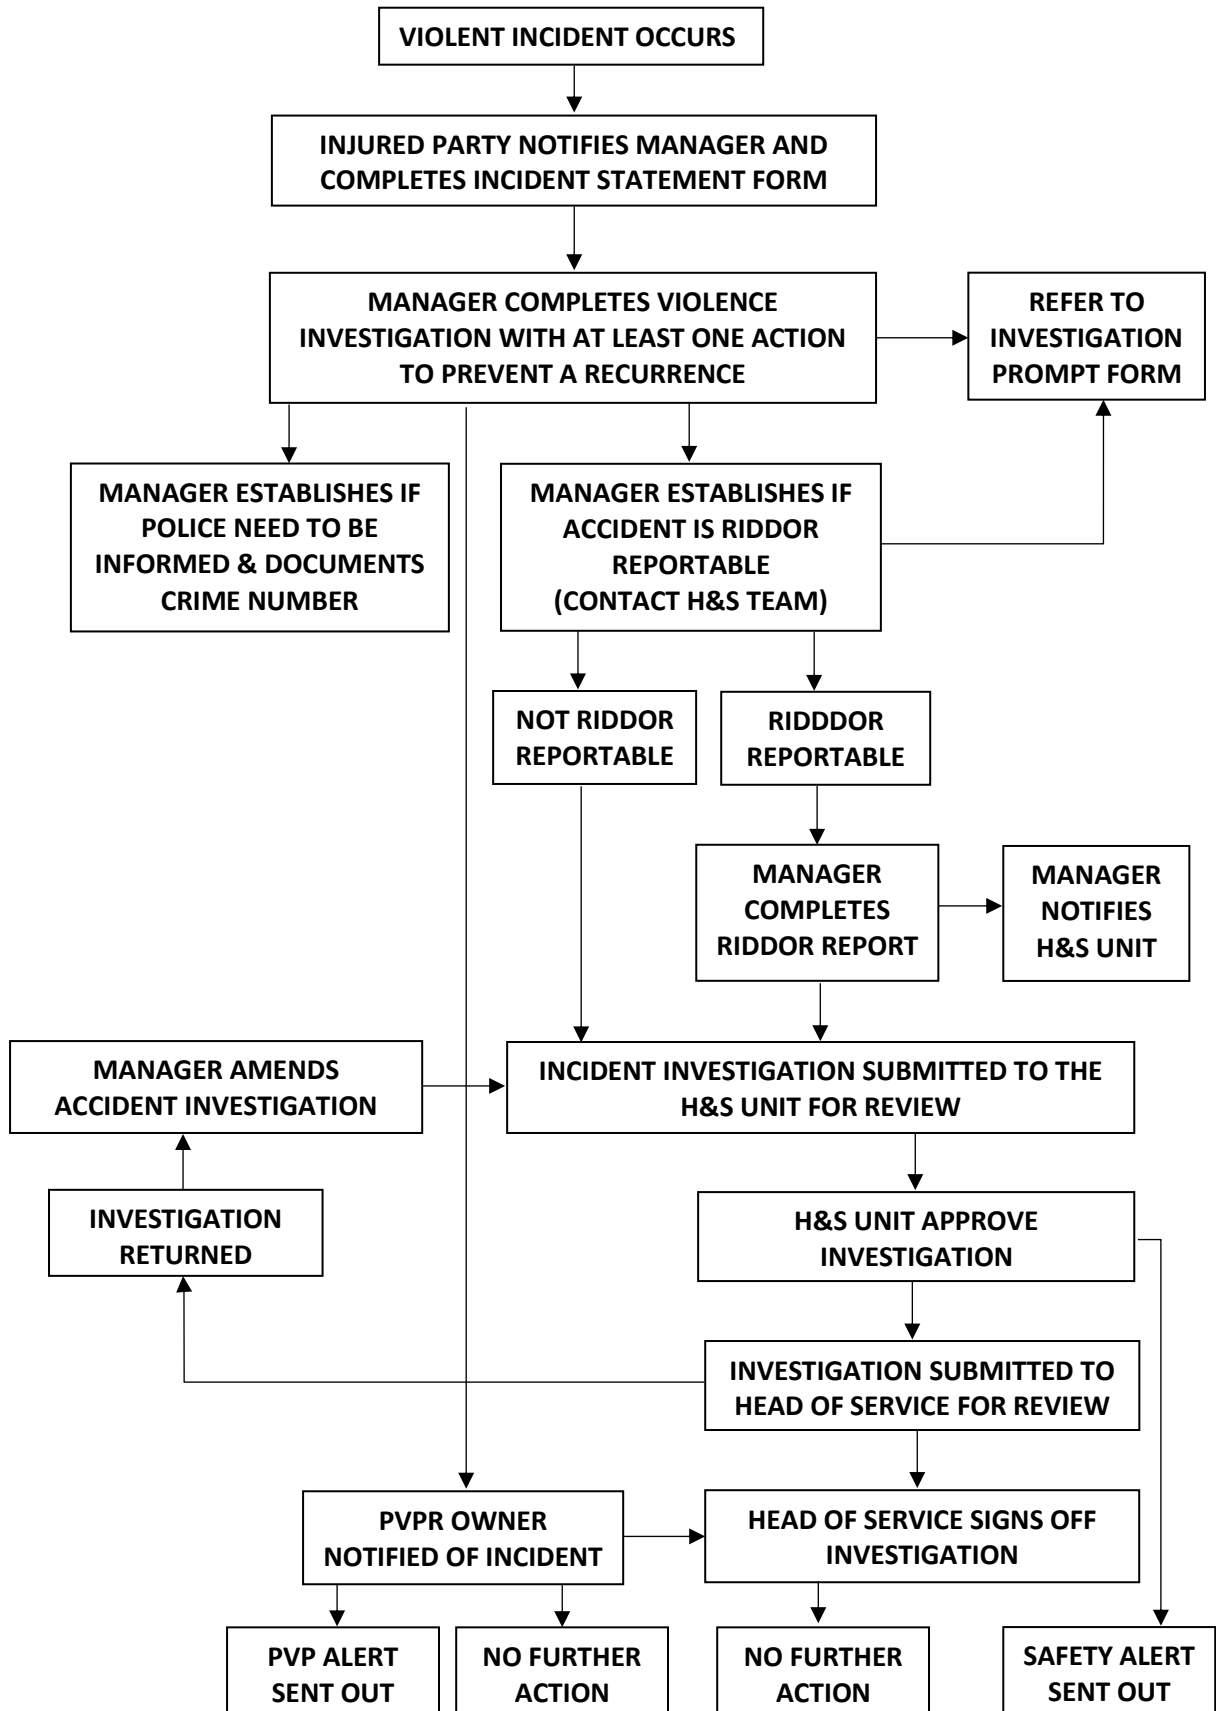 VIOLENT INCIDENT OCCURS
INJURED PARTY NOTIFIES MANAGER AND
COMPLETES INCIDENT STATEMENT FORM
MANAGER COMPLETES VIOLENCE
INVESTIGATION WITH AT LEAST ONE ACTION
TO PREVENT A RECURRENCE
REFER TO
INVESTIGATION
PROMPT FORM
MANAGER ESTABLISHES IF
POLICE NEED TO BE
INFORMED & DOCUMENTS
CRIME NUMBER
MANAGER ESTABLISHES IF
ACCIDENT IS RIDDOR
REPORTABLE
(CONTACT H&S TEAM)
NOT RIDDOR
REPORTABLE
RIDDDOR
REPORTABLE
MANAGER
COMPLETES
RIDDOR REPORT
MANAGER
NOTIFIES
H&S UNIT
MANAGER AMENDS
ACCIDENT INVESTIGATION
INCIDENT INVESTIGATION SUBMITTED TO THE
H&S UNIT FOR REVIEW
INVESTIGATION
RETURNED
H&S UNIT APPROVE
INVESTIGATION
INVESTIGATION SUBMITTED TO
HEAD OF SERVICE FOR REVIEW
PVPR OWNER
NOTIFIED OF INCIDENT
HEAD OF SERVICE SIGNS OFF
INVESTIGATION
PVP ALERT
SENT OUT
NO FURTHER
ACTION
NO FURTHER
ACTION
SAFETY ALERT
SENT OUT